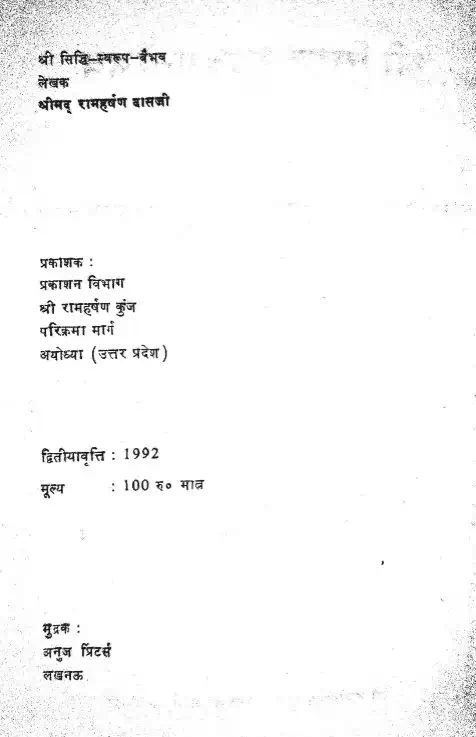 श्री सिद्धि-स्वरूप-वैभव
लेखक
श्रीमद् रामहर्षण दासजी
प्रकाशक :
प्रकाशन विभाग
श्री रामहर्षण कुंज
परिक्रमा मार्ग
अयोध्या (उत्तर प्रदेश)
द्वितीयावृत्ति : 1992
मूल्य : 100 रु० मात्र
मुद्रक :
अनुज प्रिंटर्स
लखनऊ